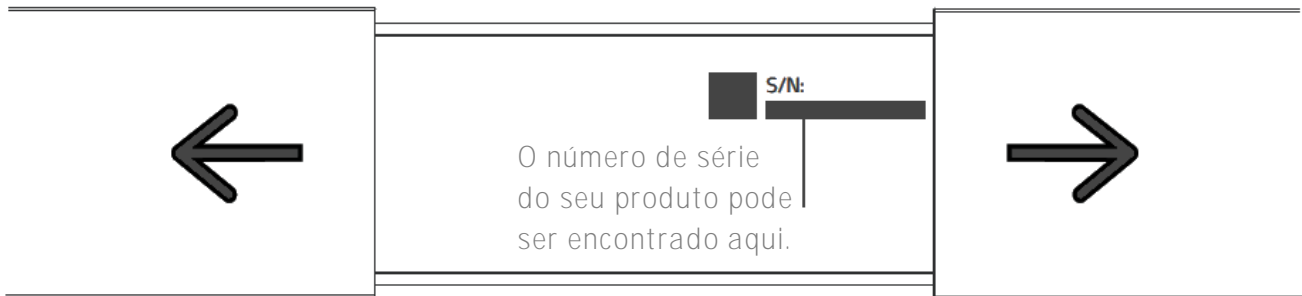 S/N:
O número de série
do seu produto pode
ser encontrado aqui.